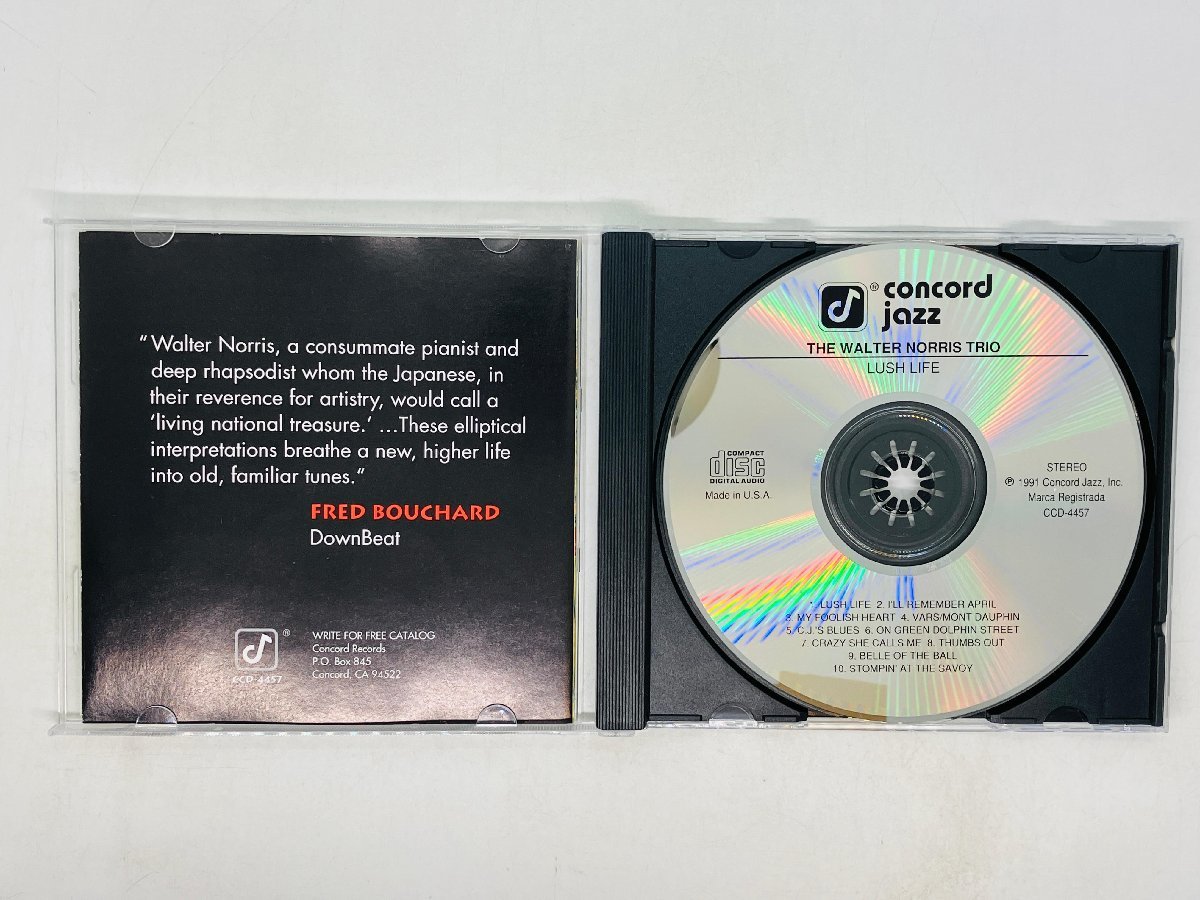 “Walter Norris, a consummate pianist and
deep rhapsodist whom the Japanese, in
their reverence for artistry, would call a
‘living national treasure.’ ...These elliptical
interpretations breathe a new, higher life
into old, familiar tunes.“
FRED BOUCHARD
DownBeat
®
CCD-4457
WRITE FOR FREE CATALOG
Concord Records
P.O. Box 845
Concord, CA 94522
® concord
jazz
THE WALTER NORRIS TRIO
LUSH LIFE
COMPACT
disc
DIGITAL AUDIO
Made in U.S.A.
STEREO
℗ 1991 Concord Jazz, Inc.
Marca Registrada
CCD-4457
1. LUSH LIFE 2. I'LL REMEMBER APRIL
3. MY FOOLISH HEART 4. VARS/MONT DAUPHIN
5. C.J.'S BLUES 6. ON GREEN DOLPHIN STREET
7. CRAZY SHE CALLS ME 8. THUMBS OUT
9. BELLE OF THE BALL
10. STOMPIN' AT THE SAVOY